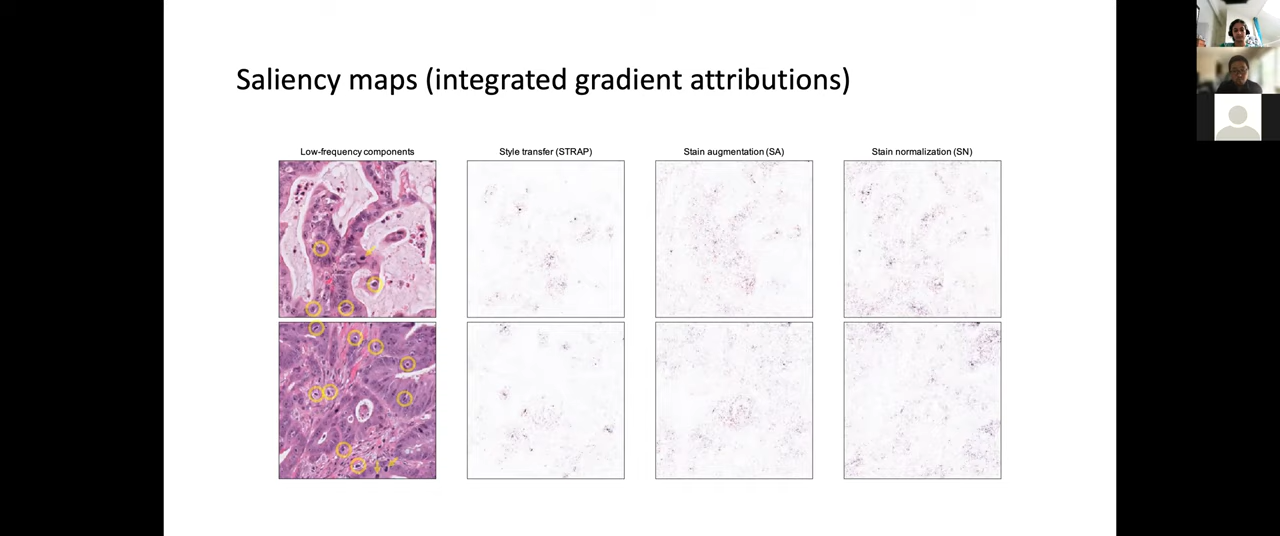 Saliency maps (integrated gradient attributions)
Low-frequency components
Style transfer (STRAP)
Stain augmentation (SA)
Stain normalization (SN)